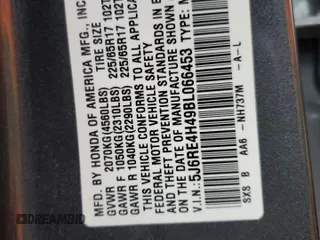 MFD. BY HONDA OF AMERICA MFG., INC.
TIRE SIZE
GVWR 2070KG(4560LBS) 225/65R17 102T
GAWR F 1050KG(2310LBS) 225/65R17 102T
GAWR R 1040KG(2290LBS) 225/65R17 102T
THIS VEHICLE CONFORMS TO ALL APPLICABLE
FEDERAL MOTOR VEHICLE SAFETY AND
THEFT PREVENTION STANDARDS IN EFFECT
DATE OF MANUFACTURE SHOWN
V.I.N.: 5J6RE4H49BL066453 TYPE:
SXS B AA6 - NH737M - A - L
DREAMBID